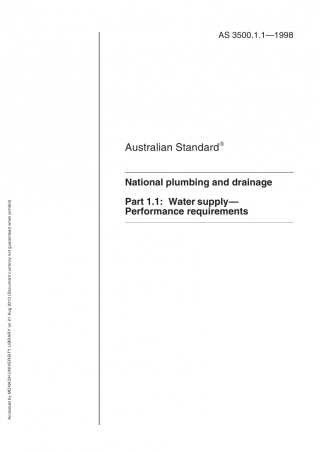 AS 3500.1.1—1998
Australian Standard®
National plumbing and drainage
Part 1.1: Water supply—
Performance requirements
Accessed by MONASH UNIVERSITY LIBRARY on 21 Aug 2013 (Document currency not guaranteed when printed)